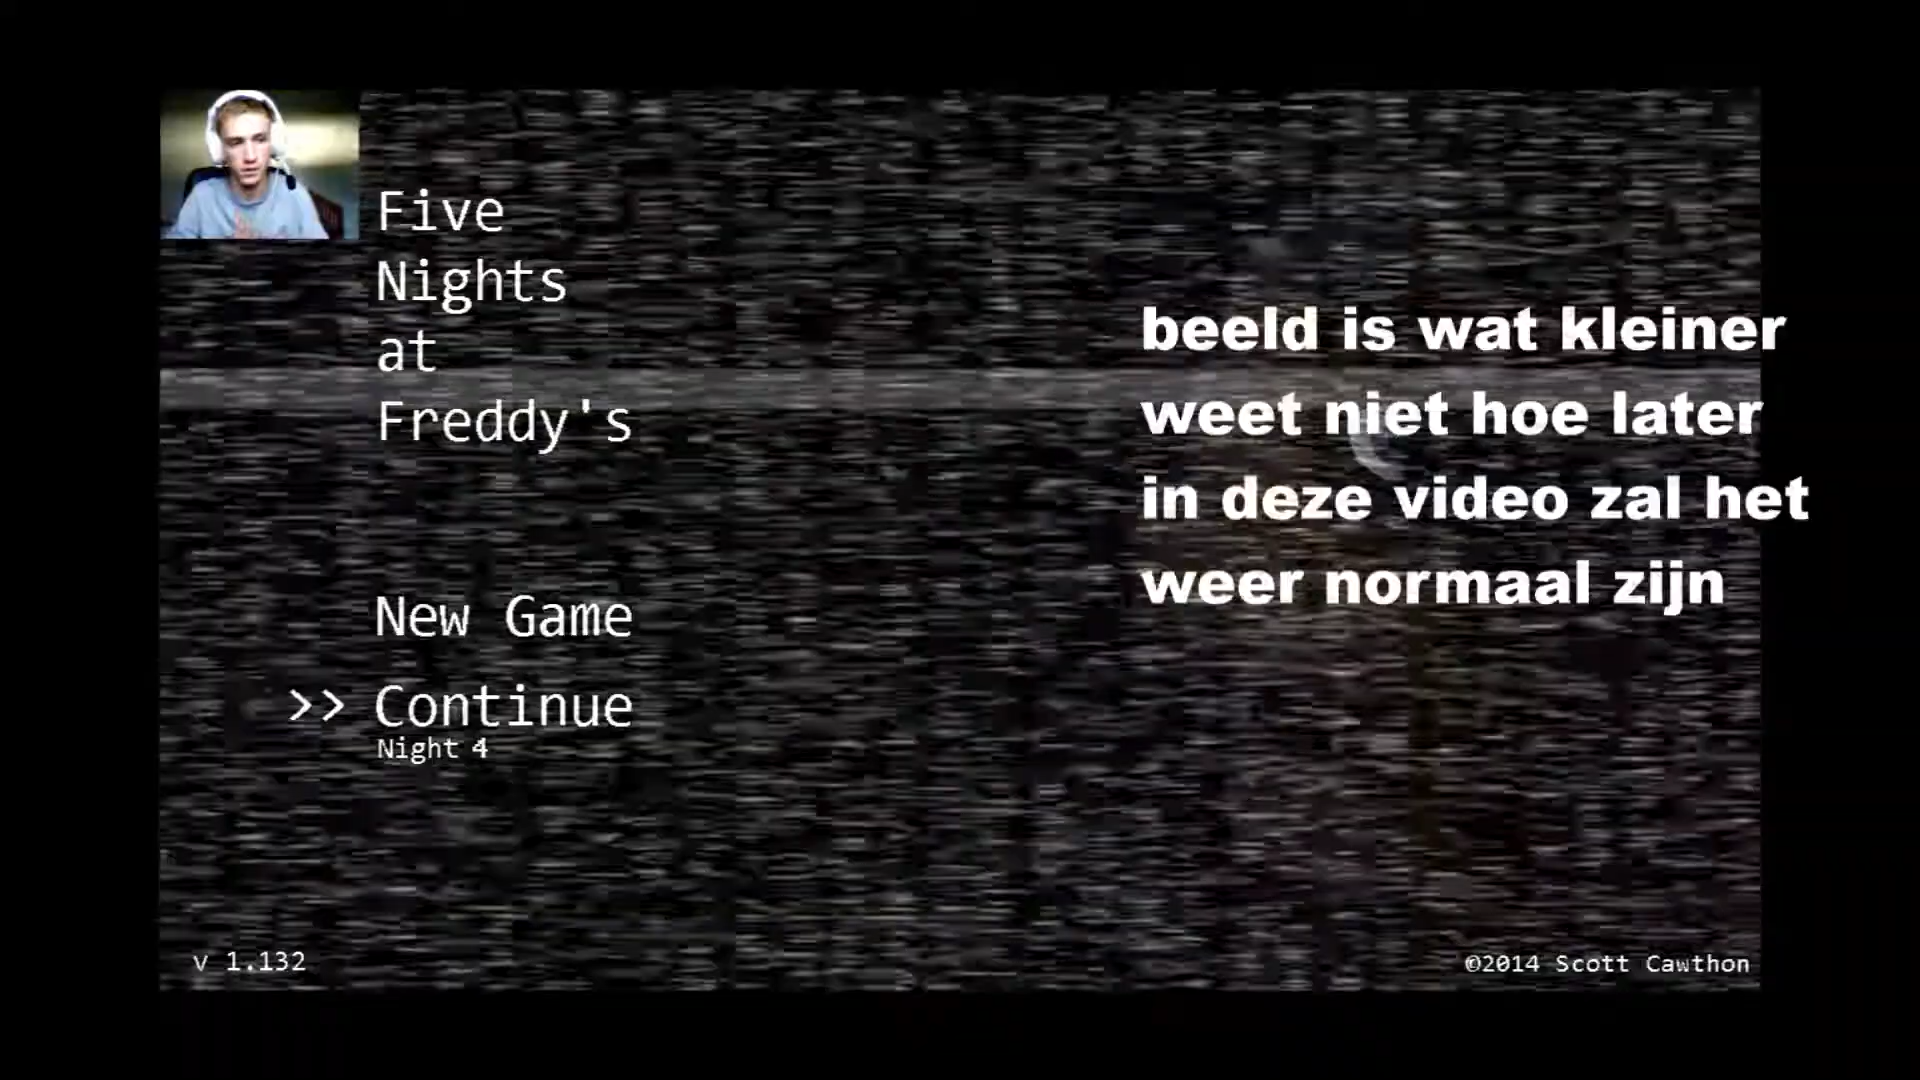 Five
Nights
at
Freddy's
beeld is wat kleiner
weet niet hoe later
in deze video zal het
weer normaal zijn
New Game
>> Continue
Night 4
v 1.132
©2014 Scott Cawthon